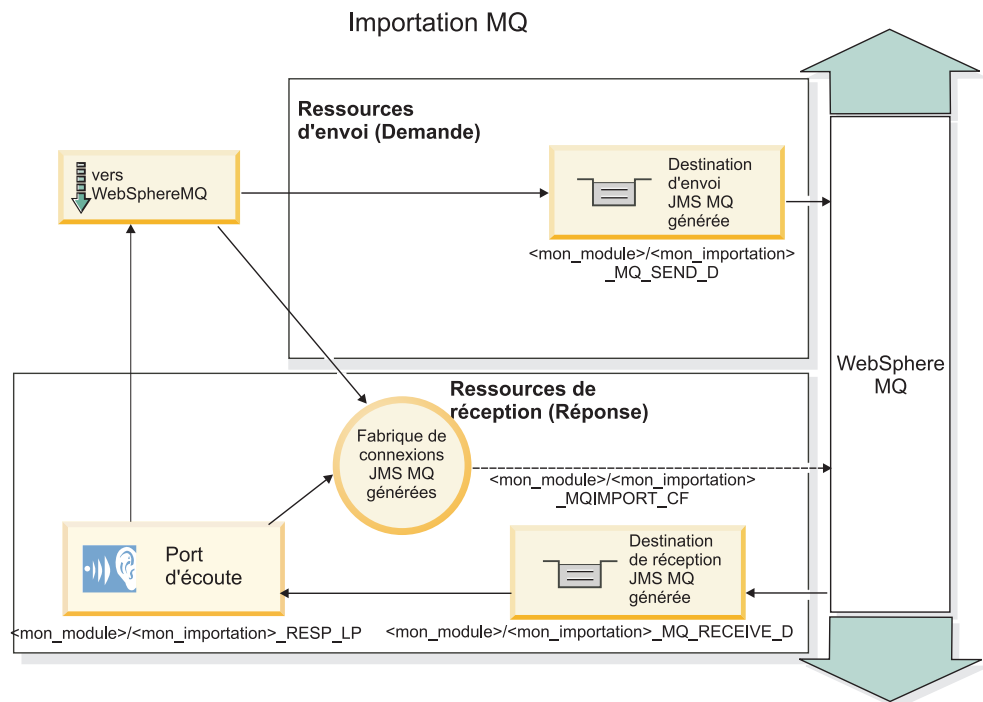 Importation MQ
Ressources
d'envoi (Demande)
vers
WebSphereMQ
Destination
d'envoi
JMS MQ
générée
<mon_module>/<mon_importation>
_MQ_SEND_D
WebSphere
MQ
Ressources de
réception (Réponse)
Fabrique de
connexions
JMS MQ
générées
<mon_module>/<mon_importation>
_MQIMPORT_CF
Port
d'écoute
Destination
de réception
JMS MQ
générée
<mon_module>/<mon_importation>_RESP_LP
<mon_module>/<mon_importation>_MQ_RECEIVE_D